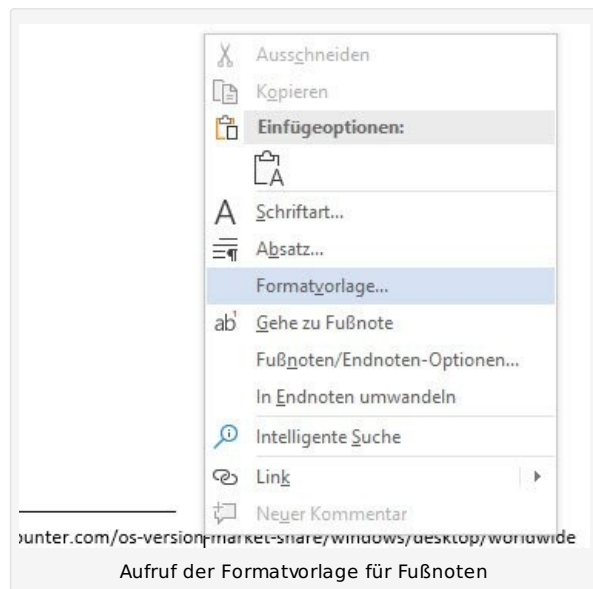 Ausschneiden
Kopieren
Einfügeoptionen:
A
Schriftart...
Absatz...
Formatvorlage...
ab Gehe zu Fußnote
Fußnoten/Endnoten-Optionen...
In Endnoten umwandeln
Intelligente Suche
Link
Neuer Kommentar
ounter.com/os-version-market-share/windows/desktop/worldwide
Aufruf der Formatvorlage für Fußnoten